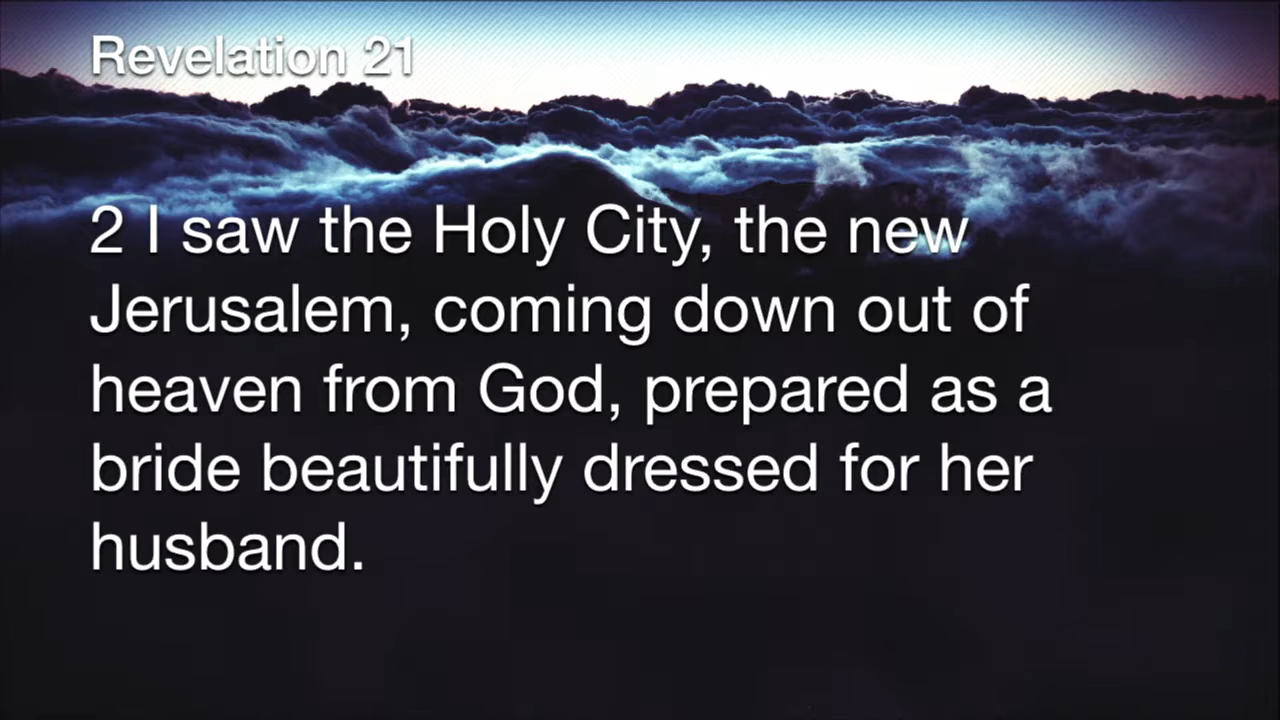 Revelation 21
2 I saw the Holy City, the new
Jerusalem, coming down out of
heaven from God, prepared as a
bride beautifully dressed for her
husband.